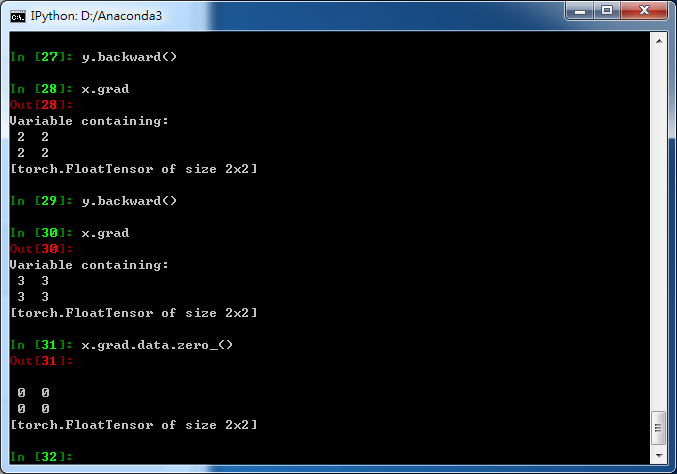 IPython: D:/Anaconda3
In [27]: y.backward()
In [28]: x.grad
Out[28]:
Variable containing:
 2  2
 2  2
[torch.FloatTensor of size 2x2]
In [29]: y.backward()
In [30]: x.grad
Out[30]:
Variable containing:
 3  3
 3  3
[torch.FloatTensor of size 2x2]
In [31]: x.grad.data.zero_()
Out[31]:
 0  0
 0  0
[torch.FloatTensor of size 2x2]
In [32]: